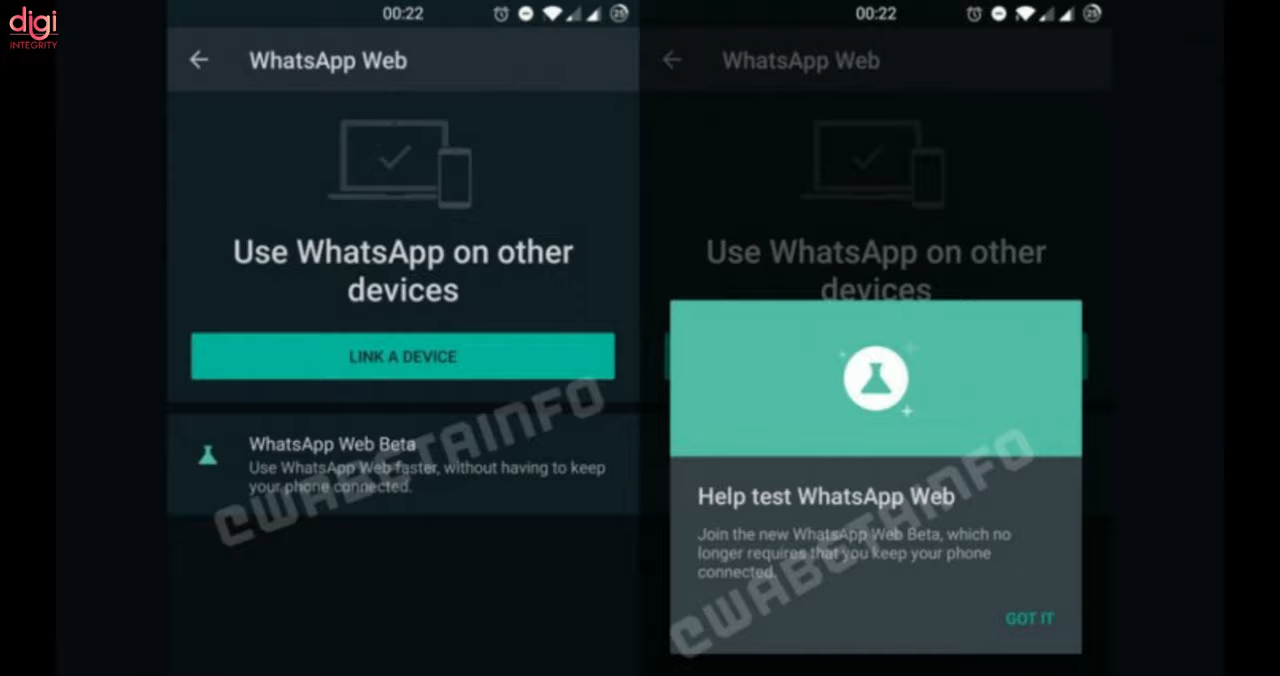 digi
INTEGRITY
00:22
25
WhatsApp Web
Use WhatsApp on other
devices
LINK A DEVICE
WhatsApp Web Beta
Use WhatsApp Web faster, without having to keep
your phone connected.
CWABETAINFO
00:22
25
WhatsApp Web
Use WhatsApp on other
devices
Help test WhatsApp Web
Join the new WhatsApp Web Beta, which no
longer requires that you keep your phone
connected.
GOT IT
CWABETAINFO